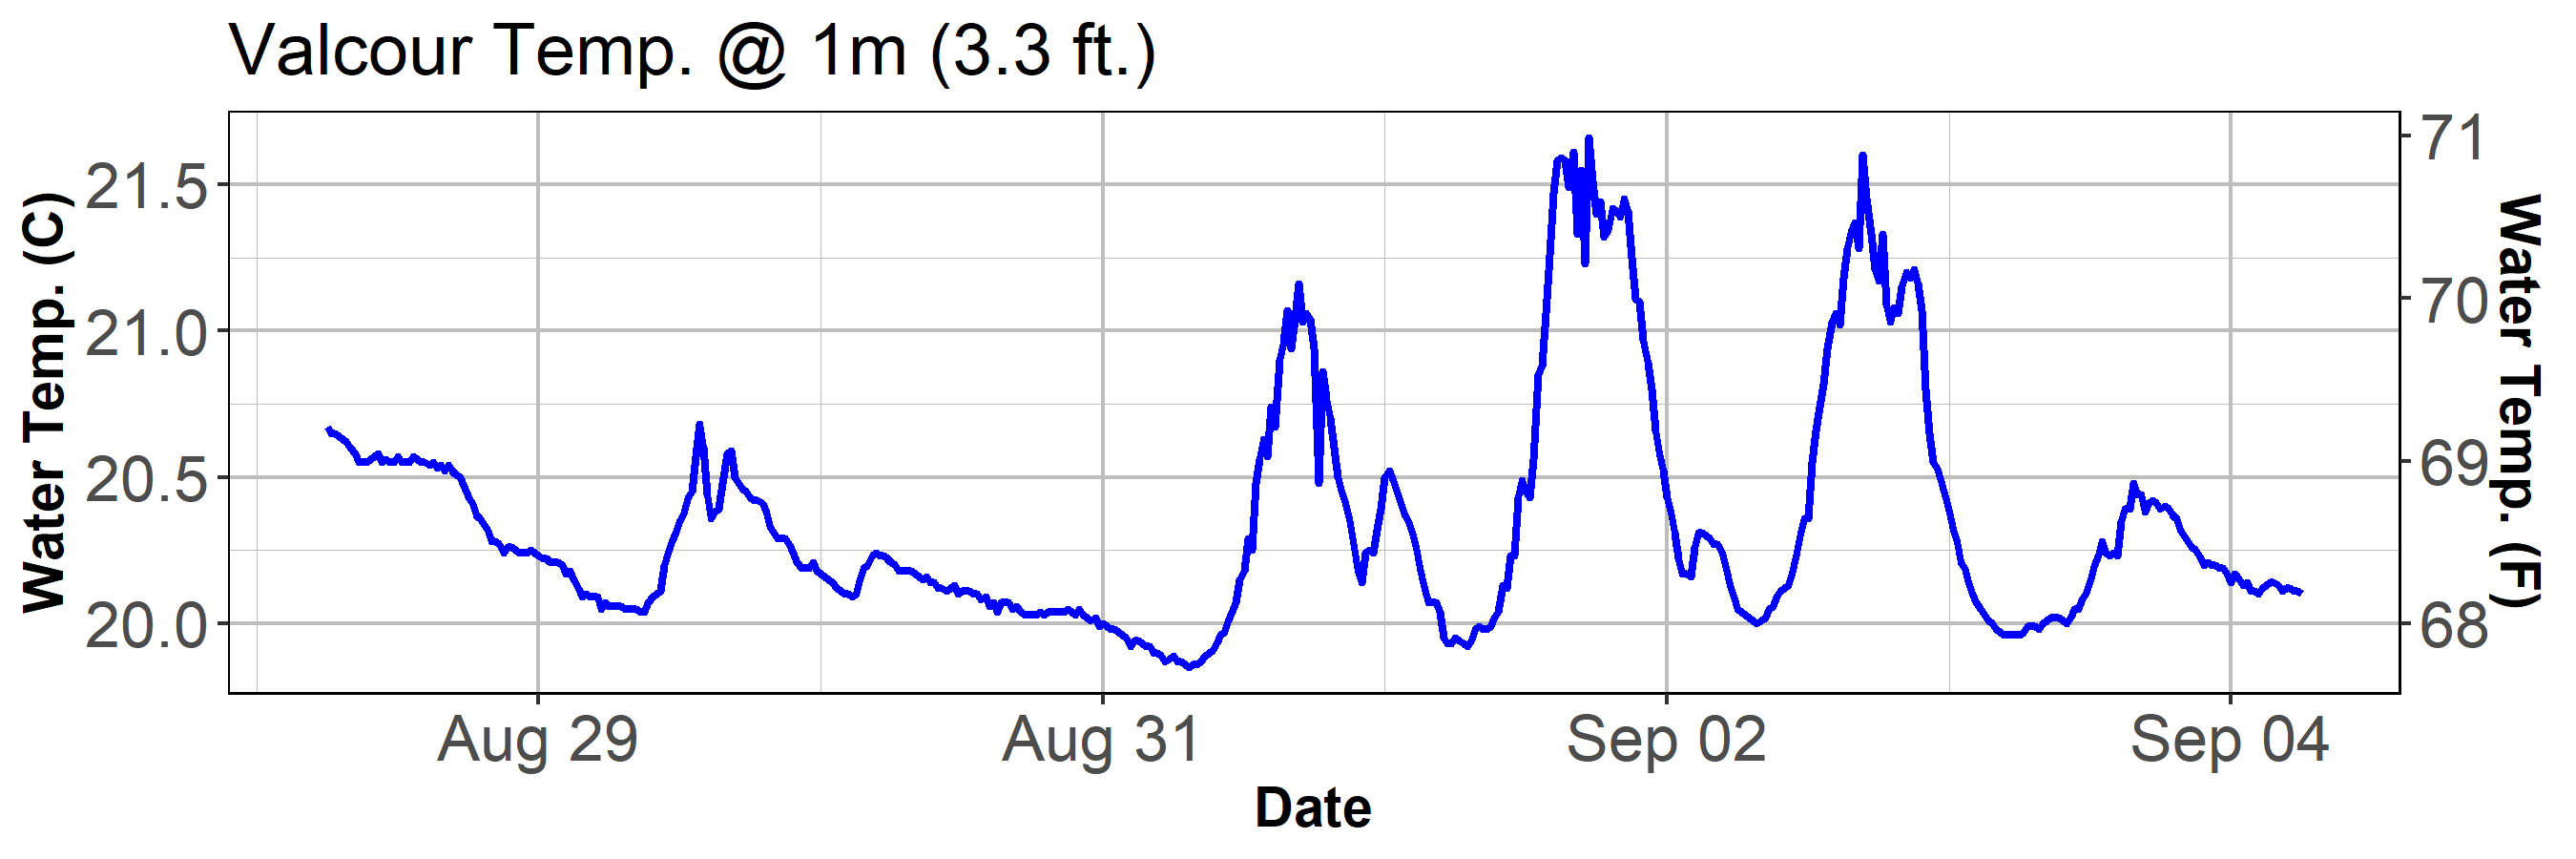 Valcour Temp. @ 1m (3.3 ft.)
Water Temp. (C)
21.5
21.0
20.5
20.0
71
70
69
68
Water Temp. (F)
Aug 29
Aug 31
Sep 02
Sep 04
Date